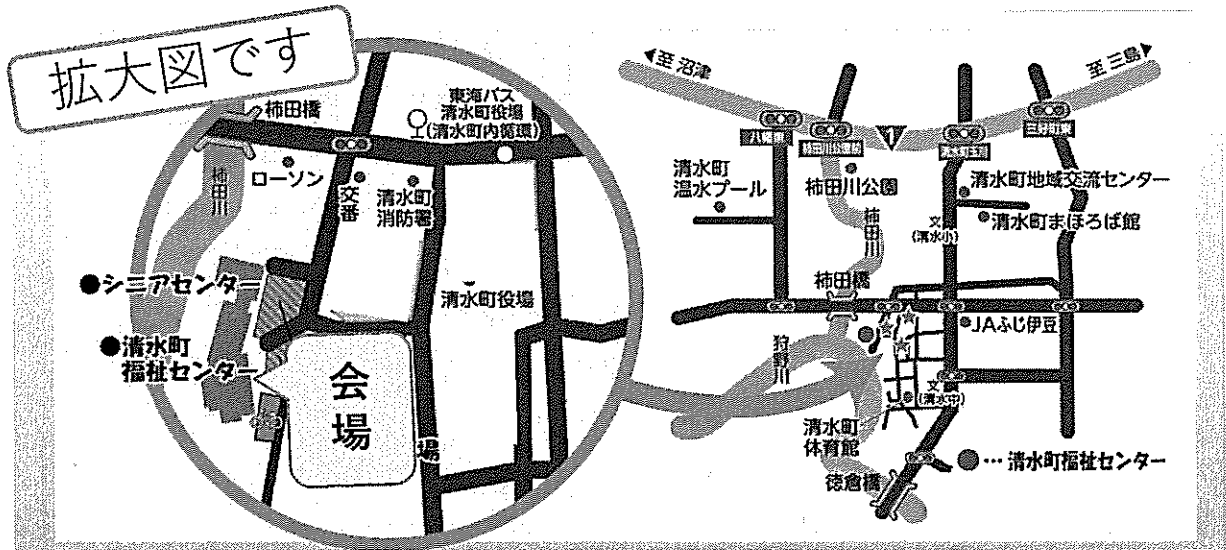 拡大図です
柿田橋
東海バス
清水町役場
(清水町内循環)
ローソン
柿田川
交番
清水町
消防署
●シニアセンター
清水町役場
●清水町
福祉センター
会場
場
◀至 沼津
至 三島▶
八幡東
柿田川公園前
1
清水町玉川
清水町
温水プール
柿田川公園
清水町地域交流センター
清水町まほろば館
柿田川
文
(清水小)
柿田橋
JAふじ伊豆
狩野川
文
(清水中)
清水町
体育館
●…清水町福祉センター
徳倉橋